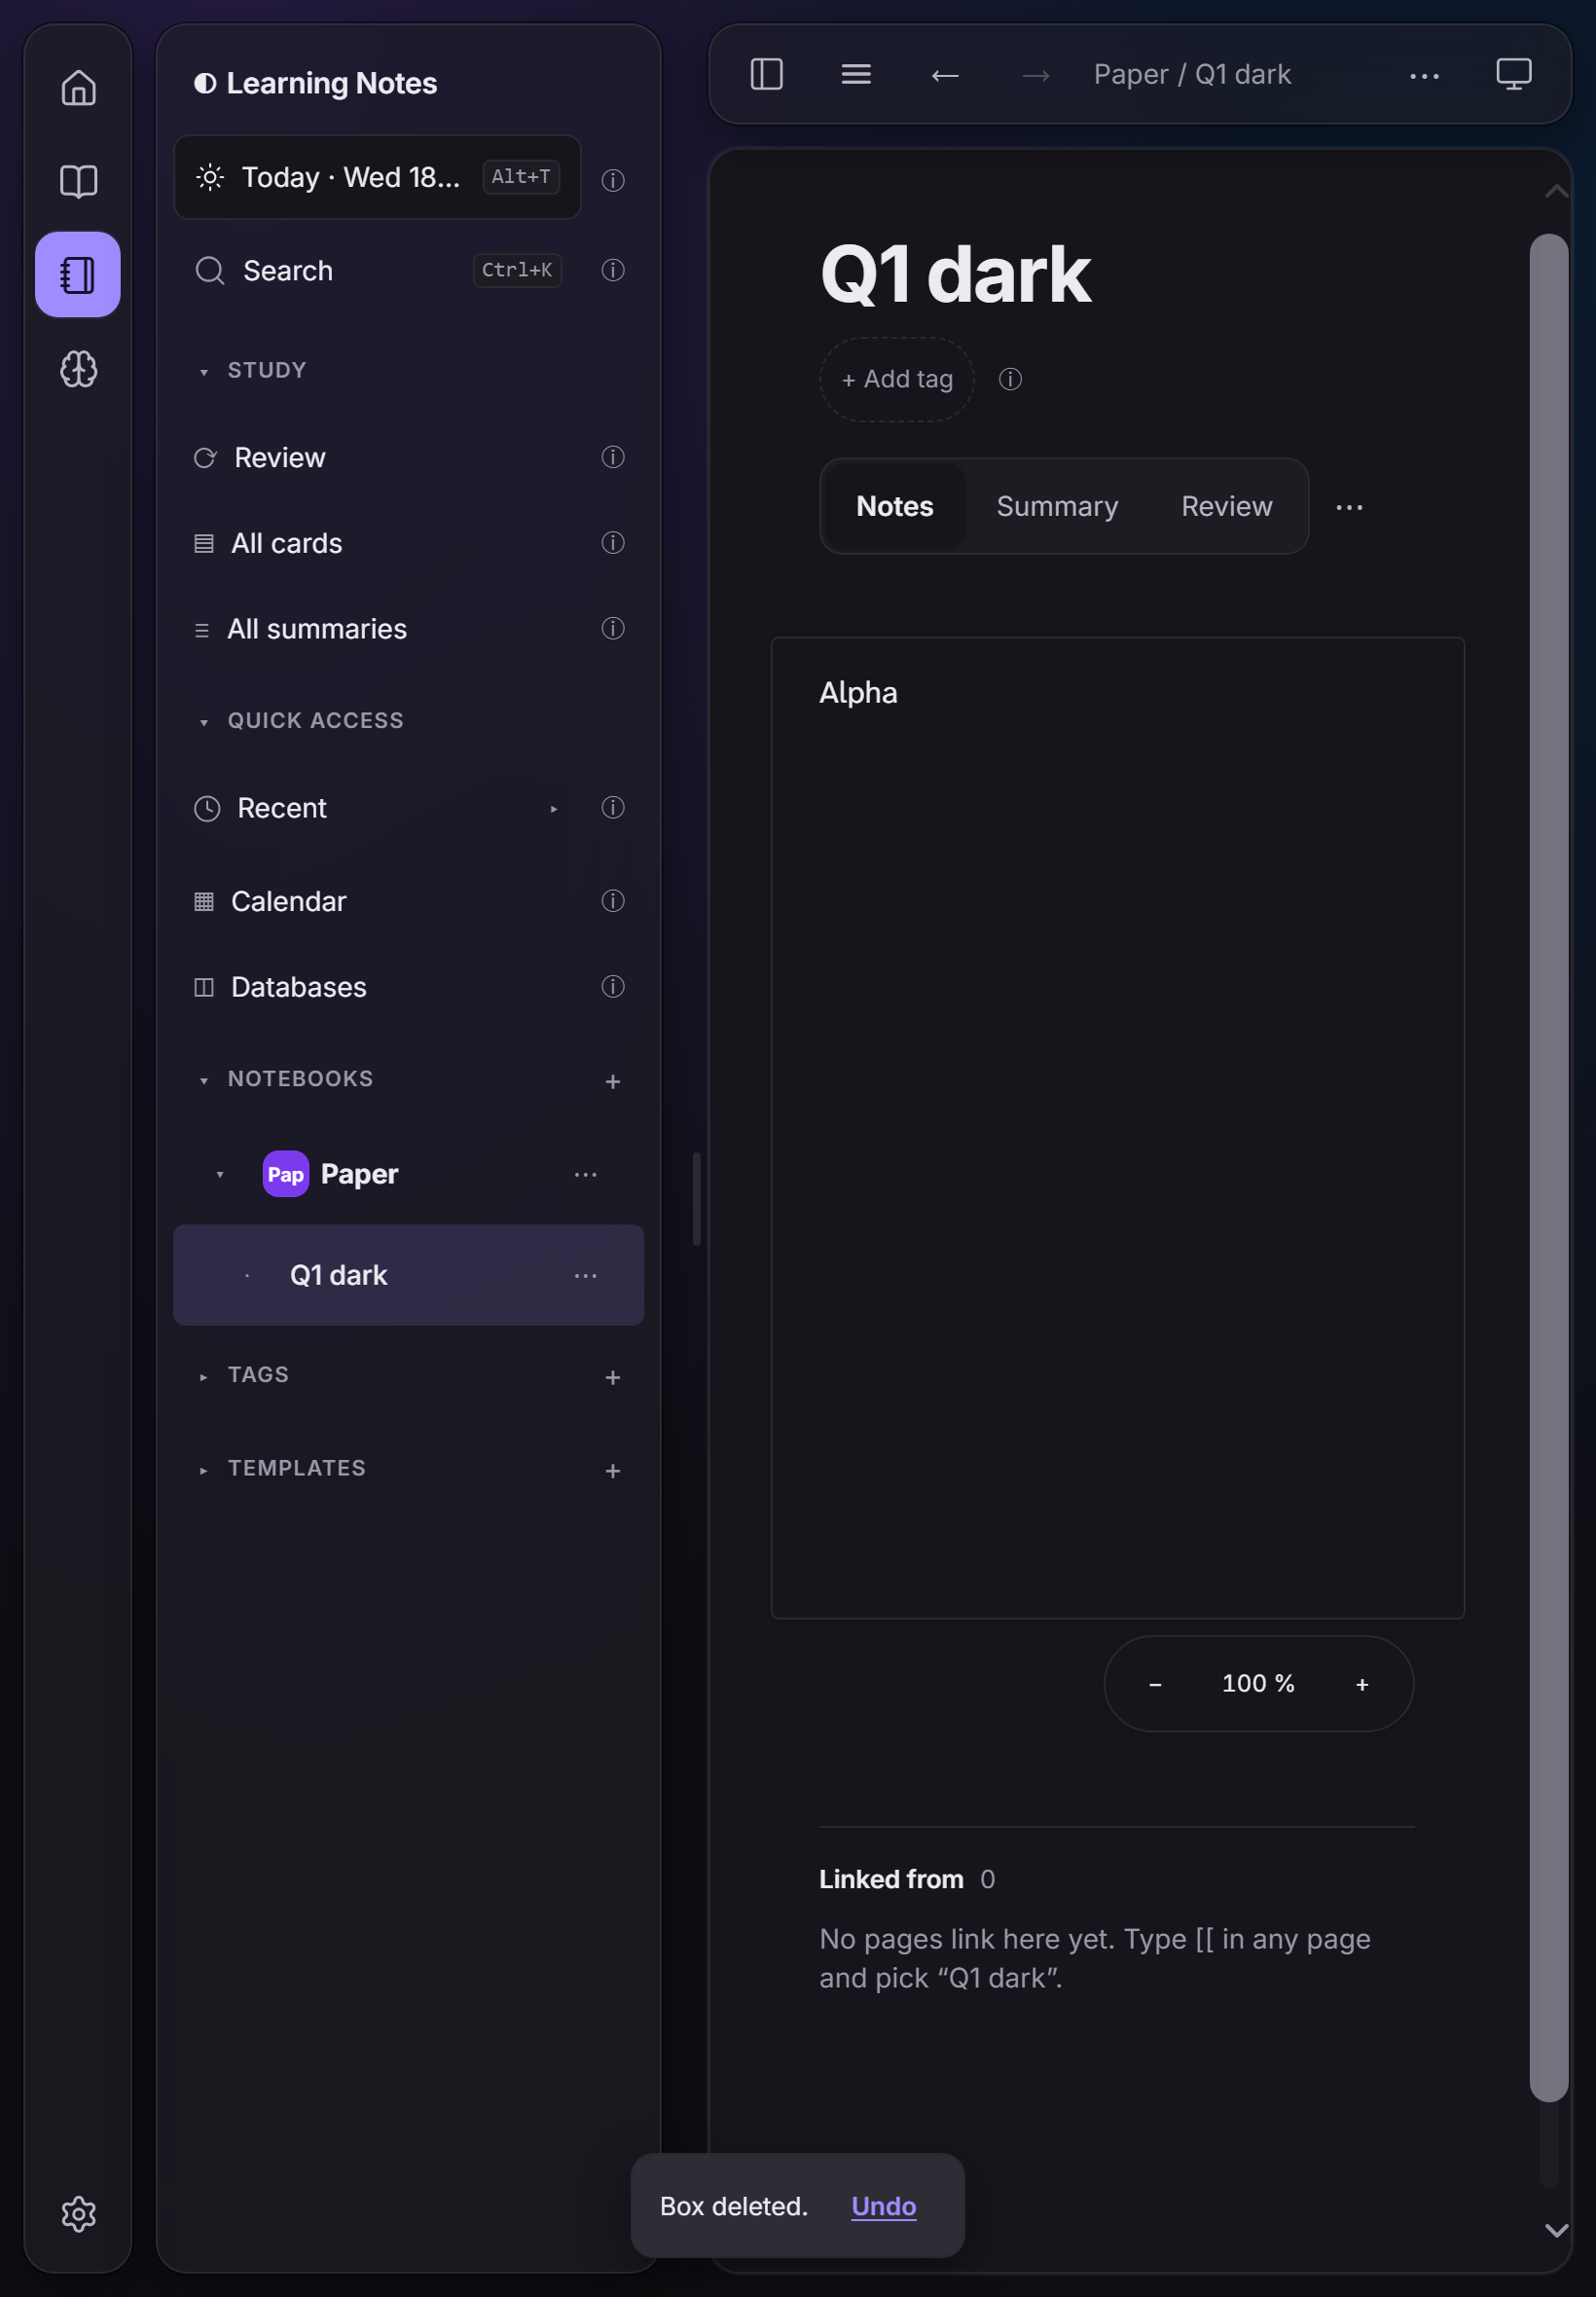 Learning Notes
Today · Wed 18... Alt+T
Search Ctrl+K
STUDY
Review
All cards
All summaries
QUICK ACCESS
Recent
Calendar
Databases
NOTEBOOKS +
Pap Paper ...
· Q1 dark ...
TAGS +
TEMPLATES +
Paper / Q1 dark ...
Q1 dark
+ Add tag
Notes Summary Review ...
Alpha
− 100 % +
Linked from 0
No pages link here yet. Type [[ in any page
and pick “Q1 dark”.
Box deleted. Undo